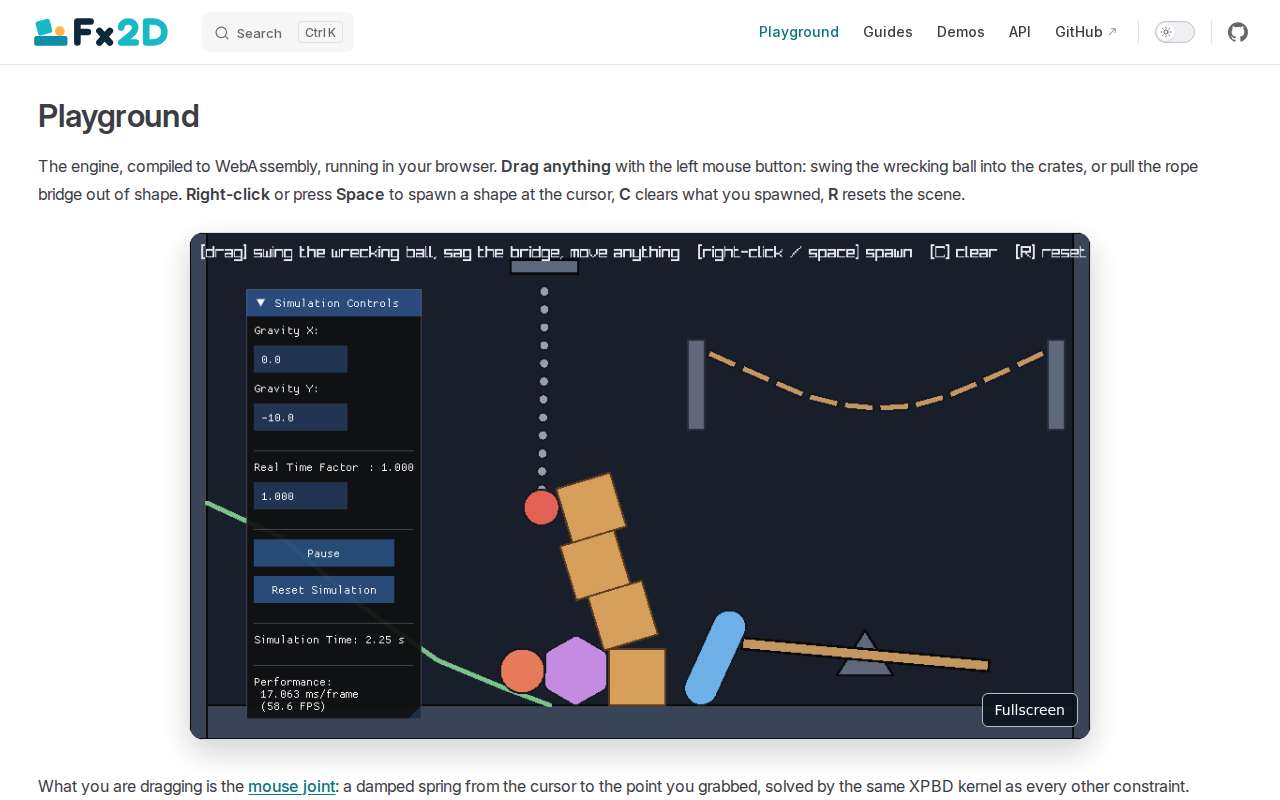 Fx2D
Search Ctrl K
Playground Guides Demos API GitHub
Playground
The engine, compiled to WebAssembly, running in your browser. Drag anything with the left mouse button: swing the wrecking ball into the crates, or pull the rope
bridge out of shape. Right-click or press Space to spawn a shape at the cursor, C clears what you spawned, R resets the scene.
[drag] swing the wrecking ball, sag the bridge, move anything [right-click / space] spawn [C] clear [R] reset
Simulation Controls
Gravity X:
0.0
Gravity Y:
-10.0
Real Time Factor : 1.000
1.000
Pause
Reset Simulation
Simulation Time: 2.25 s
Performance:
17.063 ms/frame
(58.6 FPS)
Fullscreen
What you are dragging is the mouse joint: a damped spring from the cursor to the point you grabbed, solved by the same XPBD kernel as every other constraint.